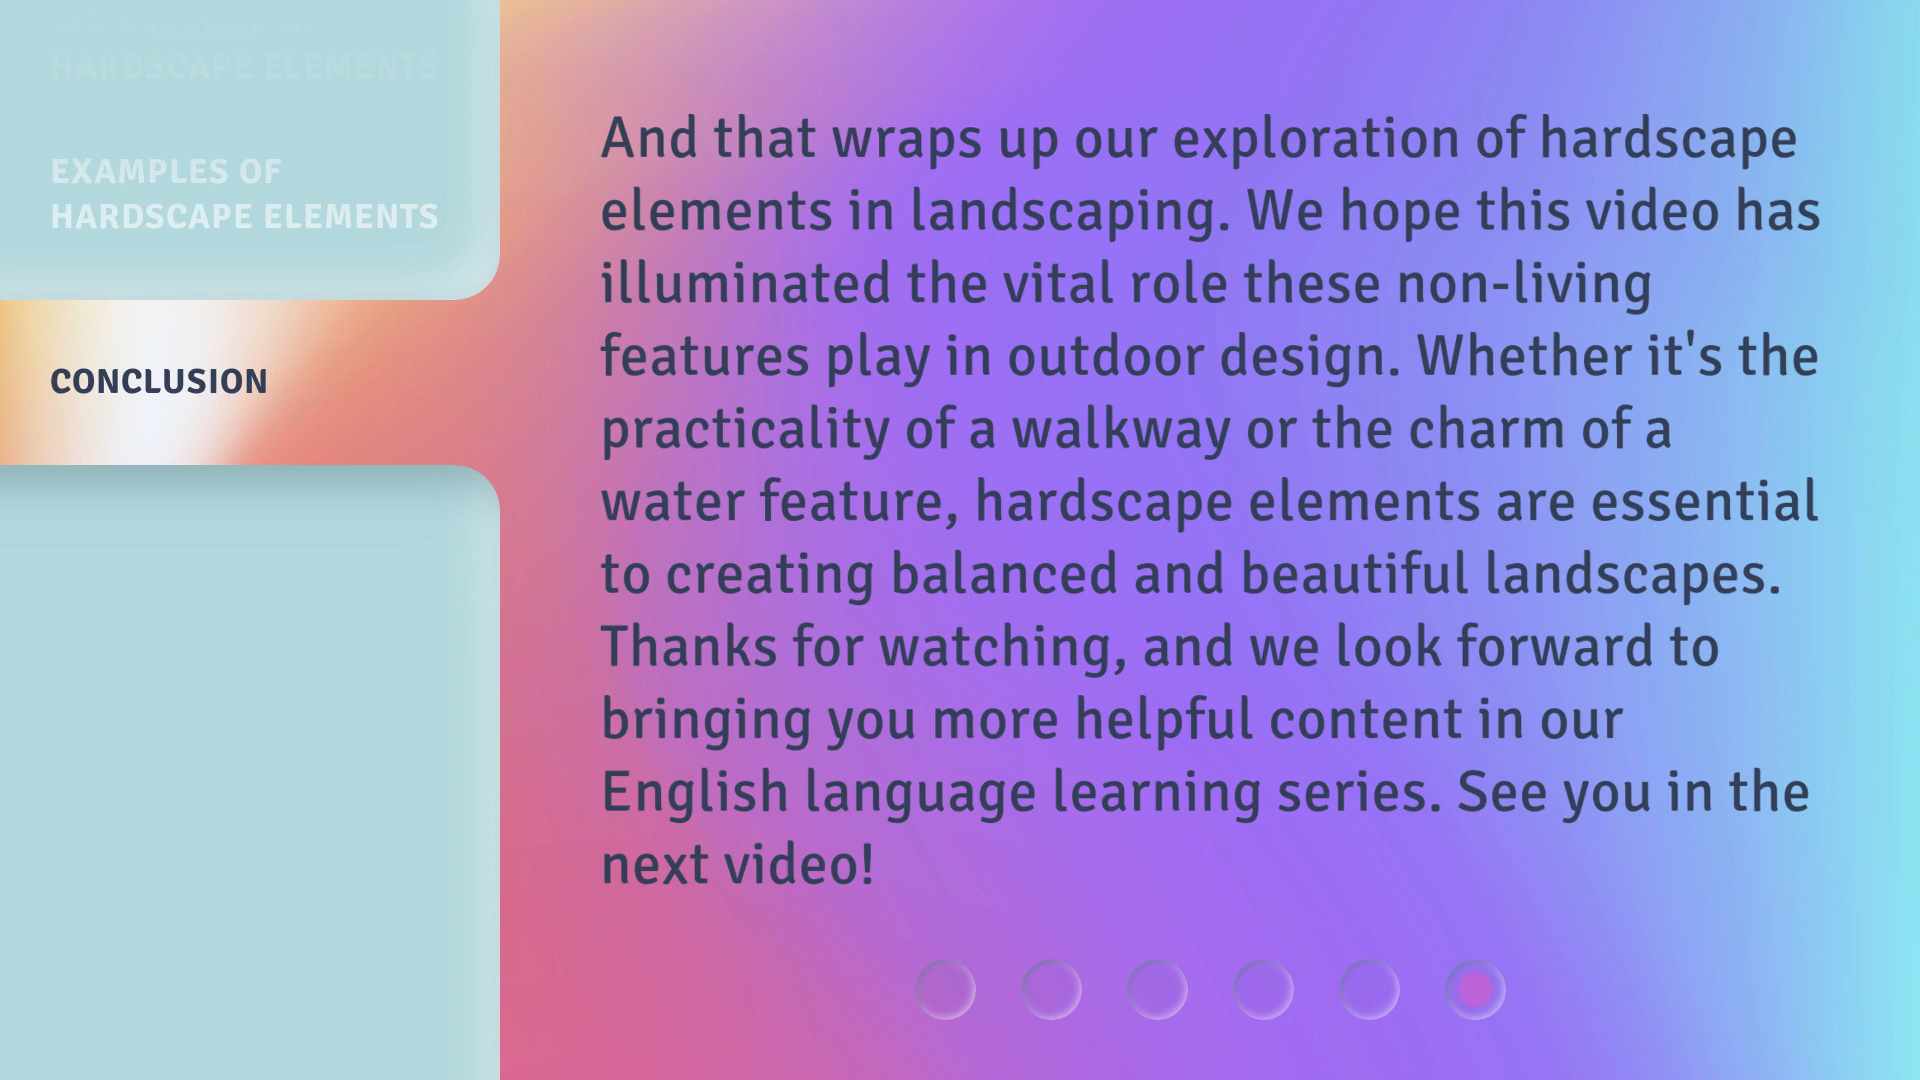 HARDSCAPE ELEMENTS
EXAMPLES OF
HARDSCAPE ELEMENTS
CONCLUSION
And that wraps up our exploration of hardscape
elements in landscaping. We hope this video has
illuminated the vital role these non-living
features play in outdoor design. Whether it's the
practicality of a walkway or the charm of a
water feature, hardscape elements are essential
to creating balanced and beautiful landscapes.
Thanks for watching, and we look forward to
bringing you more helpful content in our
English language learning series. See you in the
next video!